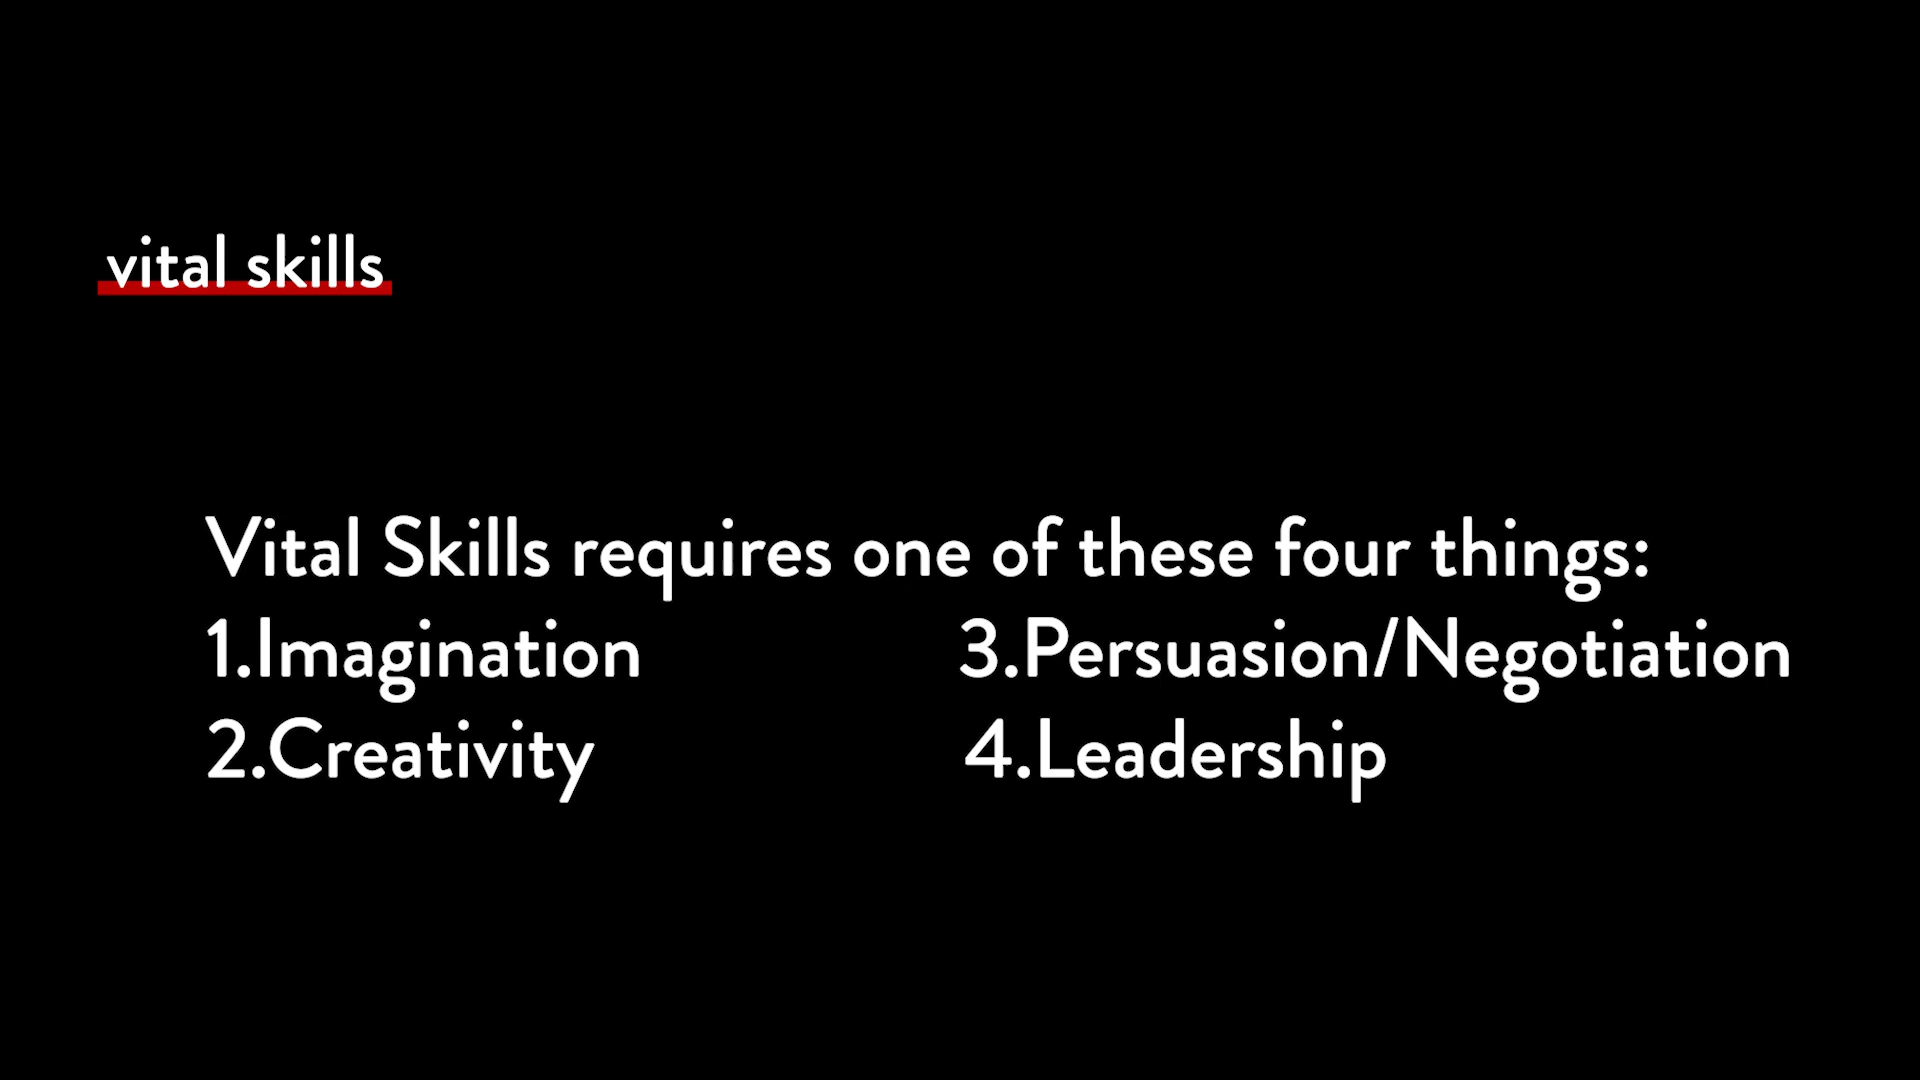 vital skills
Vital Skills requires one of these four things:
1.Imagination 3.Persuasion/Negotiation
2.Creativity 4.Leadership